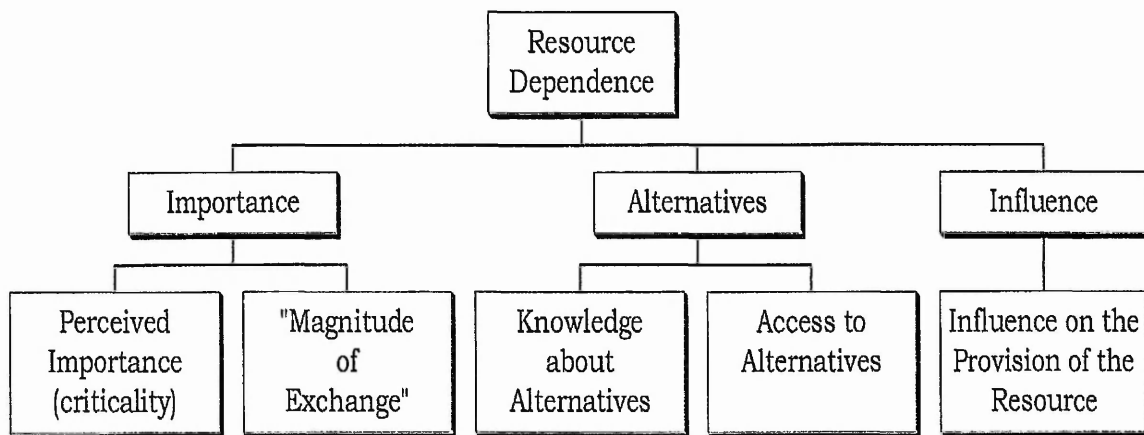 Resource
Dependence
Importance
Alternatives
Influence
Perceived
Importance
(criticality)
"Magnitude
of
Exchange"
Knowledge
about
Alternatives
Access to
Alternatives
Influence on the
Provision of the
Resource